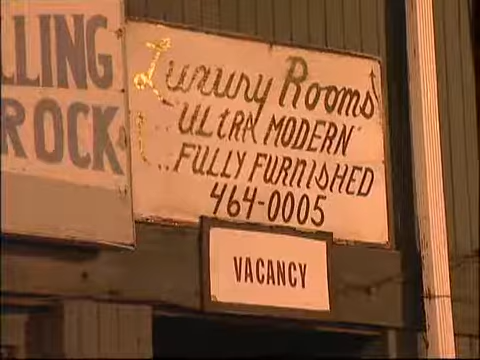 LLING
ROCK
Luxury Rooms
ULTRA MODERN
...FULLY FURNISHED
464-0005
VACANCY